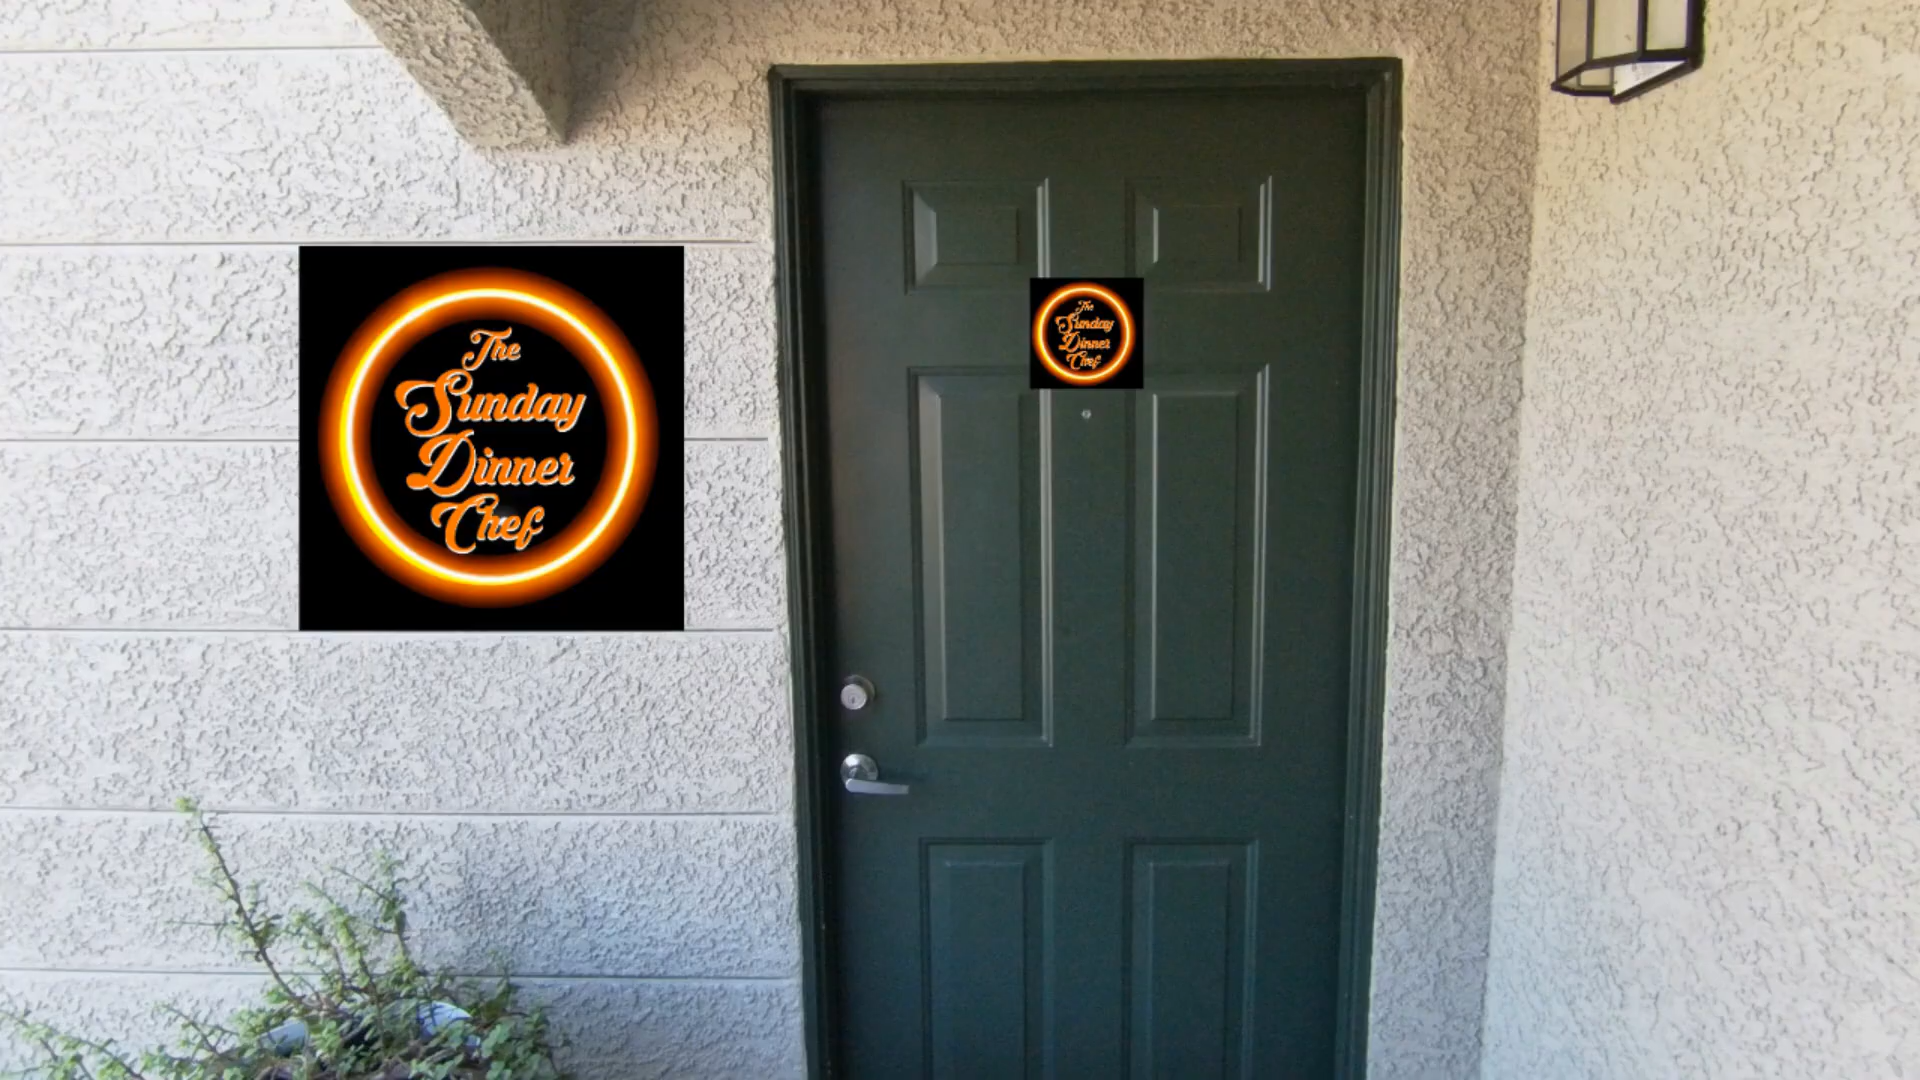 The
Sunday
Dinner
Chef
The
Sunday
Dinner
Chef